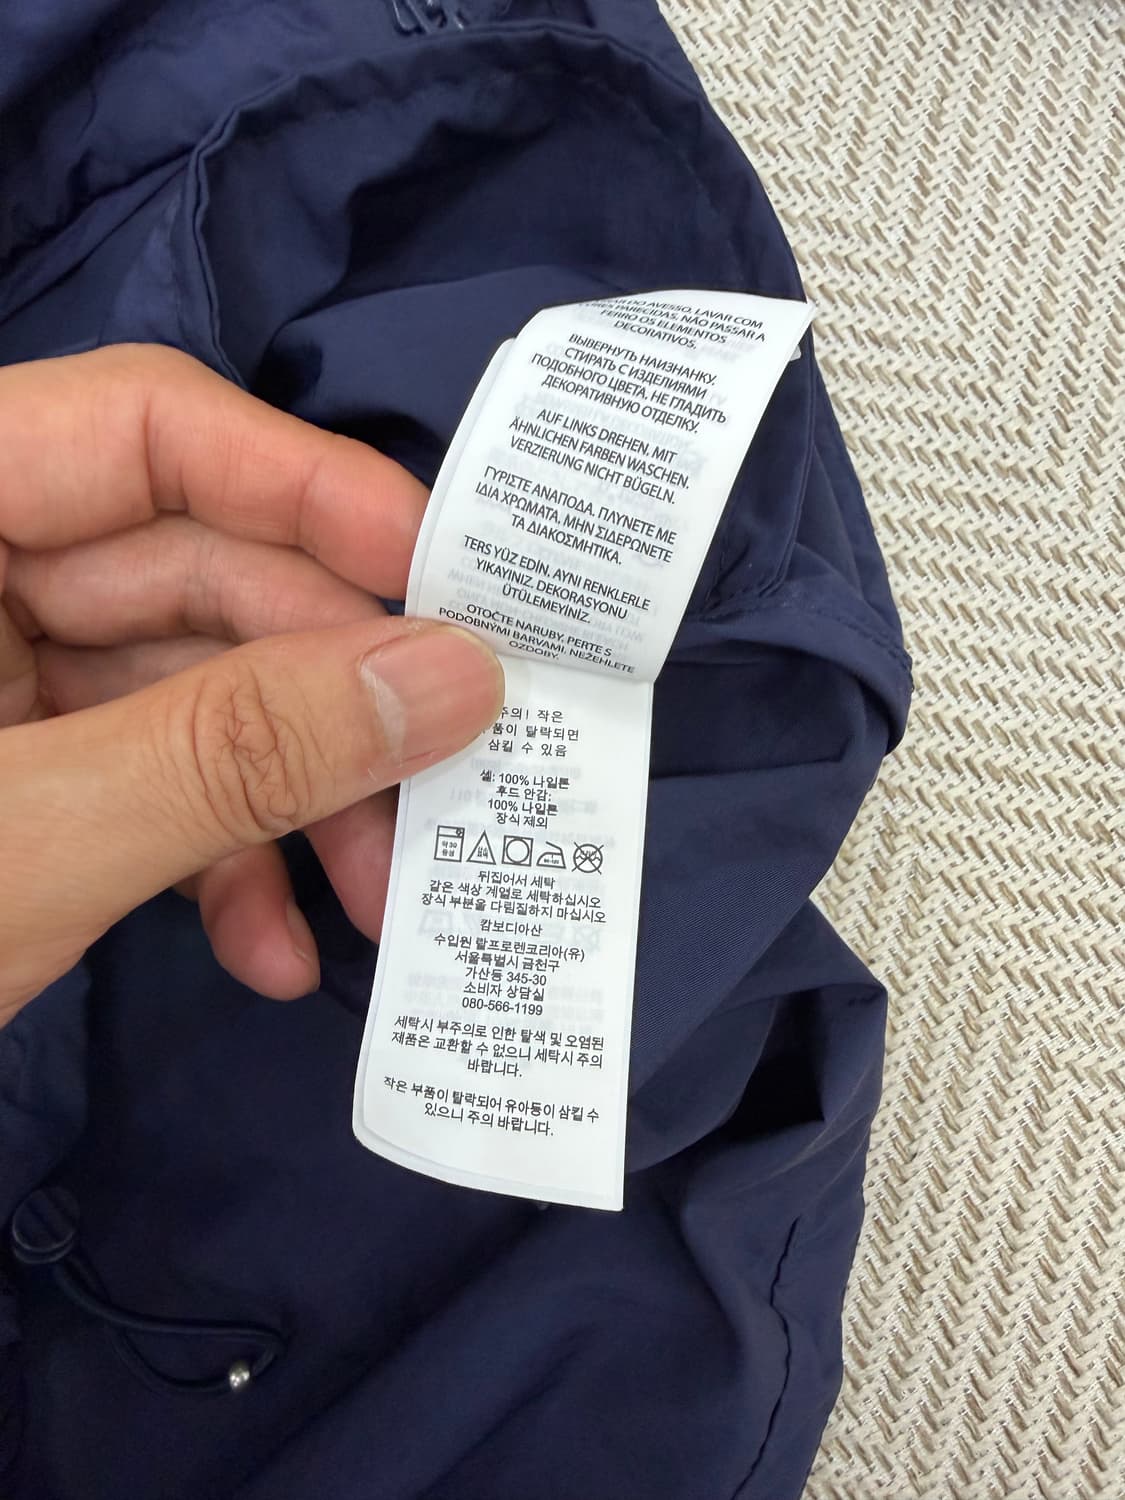 DO AVESSO, LAVAR COM
CORES PARECIDAS, NÃO PASSAR A
FERRO OS ELEMENTOS
DECORATIVOS.
ВЫВЕРНУТЬ НАИЗНАНКУ.
СТИРАТЬ С ИЗДЕЛИЯМИ
ПОДОБНОГО ЦВЕТА, НЕ ГЛАДИТЬ
ДЕКОРАТИВНУЮ ОТДЕЛКУ.
AUF LINKS DREHEN. MIT
ÄHNLICHEN FARBEN WASCHEN.
VERZIERUNG NICHT BÜGELN.
ΓΥΡΙΣΤΕ ΑΝΑΠΟΔΑ. ΠΛΥΝΕΤΕ ΜΕ
ΙΔΙΑ ΧΡΩΜΑΤΑ. ΜΗΝ ΣΙΔΕΡΩΝΕΤΕ
ΤΑ ΔΙΑΚΟΣΜΗΤΙΚΑ.
TERS YÜZ EDİN. AYNI RENKLERLE
YIKAYINIZ. DEKORASYONU
ÜTÜLEMEYİNİZ.
OTOČTE NARUBY. PERTE S
PODOBNÝMI BARVAMI. NEŽEHLETE
OZDOBY.
주의! 작은
품이 탈락되면
삼킬 수 있음
셸: 100% 나일론
후드 안감:
100% 나일론
장식 제외
약30
중성
뒤집어서 세탁
같은 색상 계열로 세탁하십시오
장식 부분을 다림질하지 마십시오
캄보디아산
수입원 랄프로렌코리아(유)
서울특별시 금천구
가산동 345-30
소비자 상담실
080-566-1199
세탁시 부주의로 인한 탈색 및 오염된
제품은 교환할 수 없으니 세탁시 주의
바랍니다.
작은 부품이 탈락되어 유아등이 삼킬 수
있으니 주의 바랍니다.